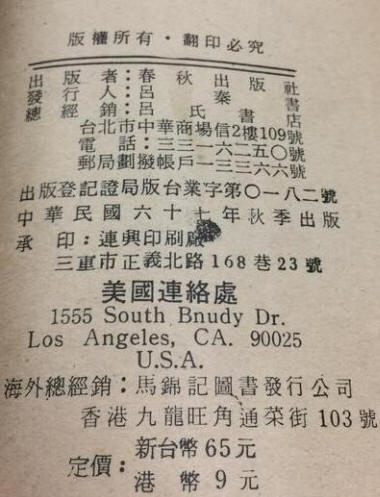 版權所有・翻印必究
出版者：春秋出版社
發行人：呂秦書
總經銷：呂氏書店
台北市中華商場信2樓109號
電話：三三一六二五〇號
郵局劃撥帳戶一三三六六號
出版登記證局版台業字第〇一八二號
中華民國六十七年秋季出版
承印：連興印刷廠
三重市正義北路168巷23號
美國連絡處
1555 South Bnudy Dr.
Los Angeles, CA. 90025
U.S.A.
海外總經銷：馬錦記圖書發行公司
香港九龍旺角通榮街103號
定價：新台幣65元
港幣9元